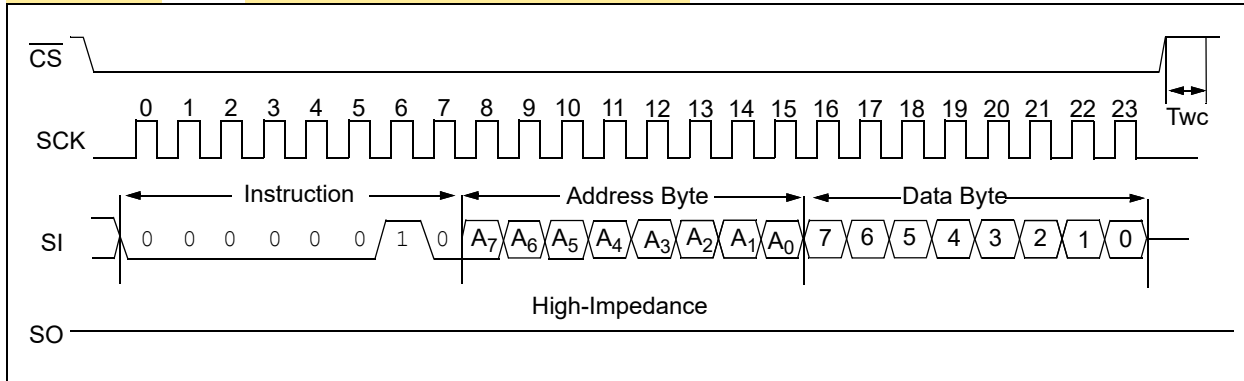 CS
0 1 2 3 4 5 6 7 8 9 10 11 12 13 14 15 16 17 18 19 20 21 22 23
Twc
SCK
Instruction Address Byte Data Byte
SI 0 0 0 0 0 0 1 0 A7 A6 A5 A4 A3 A2 A1 A0 7 6 5 4 3 2 1 0
High-Impedance
SO